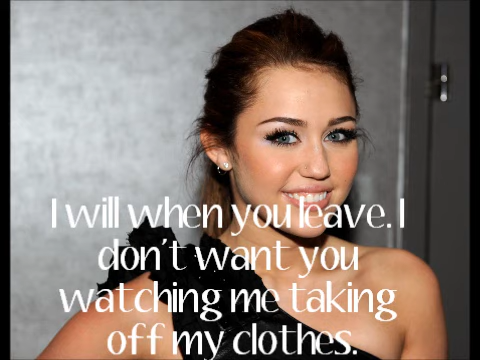 I will when you leave. I
don't want you
watching me taking
off my clothes.